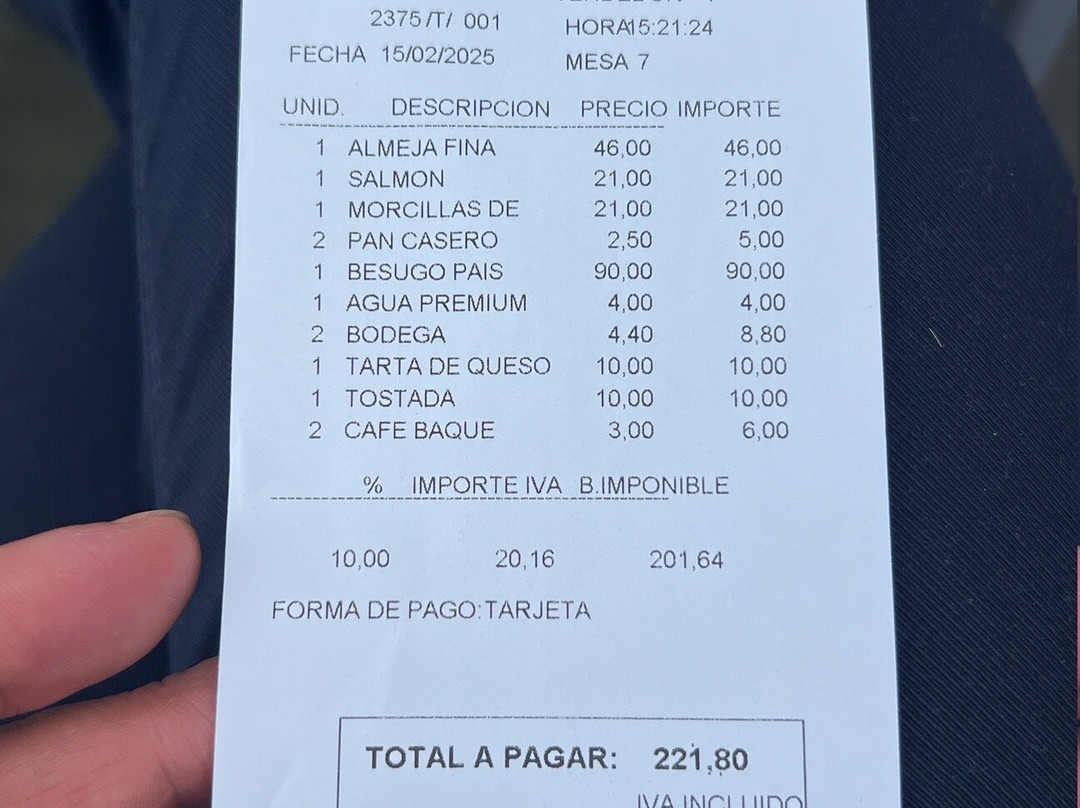 2375 /T/ 001
HORA15:21:24
FECHA 15/02/2025
MESA 7
UNID. DESCRIPCION PRECIO IMPORTE
1 ALMEJA FINA 46,00 46,00
1 SALMON 21,00 21,00
1 MORCILLAS DE 21,00 21,00
2 PAN CASERO 2,50 5,00
1 BESUGO PAIS 90,00 90,00
1 AGUA PREMIUM 4,00 4,00
2 BODEGA 4,40 8,80
1 TARTA DE QUESO 10,00 10,00
1 TOSTADA 10,00 10,00
2 CAFE BAQUE 3,00 6,00
% IMPORTE IVA B.IMPONIBLE
10,00 20,16 201,64
FORMA DE PAGO:TARJETA
TOTAL A PAGAR: 221,80
IVA INCLUIDO